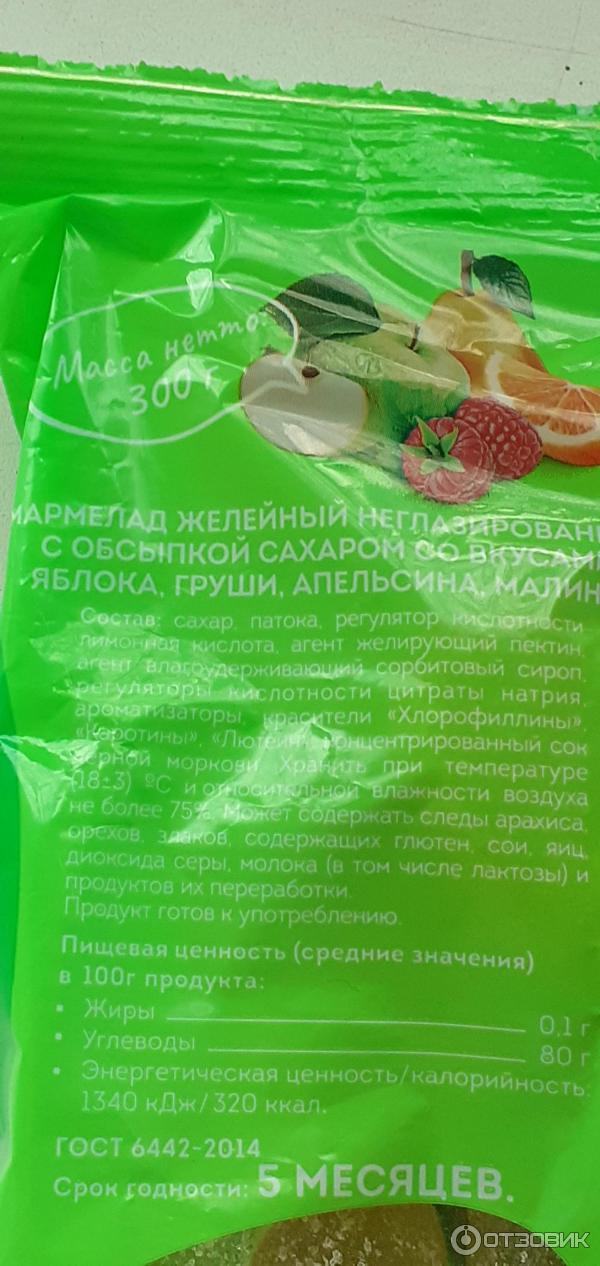 Масса нетто
300 г
МАРМЕЛАД ЖЕЛЕЙНЫЙ НЕГЛАЗИРОВАНН
С ОБСЫПКОЙ САХАРОМ СО ВКУСАМИ
ЯБЛОКА, ГРУШИ, АПЕЛЬСИНА, МАЛИН
Состав: сахар, патока, регулятор кислотности
лимонная кислота, агент желирующий пектин,
агент влагоудерживающий сорбитовый сироп,
регуляторы кислотности цитраты натрия,
ароматизаторы, красители «Хлорофиллины»,
«Каротины», «Лютеин», концентрированный сок
черной моркови. Хранить при температуре
(18±3) ºС и относительной влажности воздуха
не более 75%. Может содержать следы арахиса,
орехов, злаков, содержащих глютен, сои, яиц,
диоксида серы, молока (в том числе лактозы) и
продуктов их переработки.
Продукт готов к употреблению.
Пищевая ценность (средние значения)
в 100г продукта:
• Жиры 0,1 г
• Углеводы 80 г
• Энергетическая ценность/калорийность:
1340 кДж/320 ккал.
ГОСТ 6442-2014
Срок годности: 5 МЕСЯЦЕВ.
ОТЗОВИК